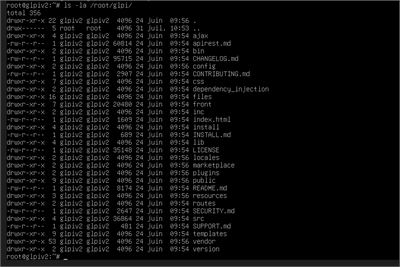 root@glpiv2:~# ls -la /root/glpi/
total 356
drwxr-xr-x 22 glpiv2 glpiv2 4096 24 juin 09:56 .
drwx------ 5 root root 4096 31 juil. 10:53 ..
drwxr-xr-x 4 glpiv2 glpiv2 4096 24 juin 09:54 ajax
-rw-r--r-- 1 glpiv2 glpiv2 60814 24 juin 09:54 apirest.md
drwxr-xr-x 2 glpiv2 glpiv2 4096 24 juin 09:54 bin
-rw-r--r-- 1 glpiv2 glpiv2 95715 24 juin 09:54 CHANGELOG.md
drwxr-xr-x 2 glpiv2 glpiv2 4096 24 juin 09:56 config
-rw-r--r-- 1 glpiv2 glpiv2 2907 24 juin 09:54 CONTRIBUTING.md
drwxr-xr-x 7 glpiv2 glpiv2 4096 24 juin 09:54 css
drwxr-xr-x 2 glpiv2 glpiv2 4096 24 juin 09:54 dependency_injection
drwxr-xr-x 16 glpiv2 glpiv2 4096 24 juin 09:54 files
drwxr-xr-x 7 glpiv2 glpiv2 20480 24 juin 09:54 front
drwxr-xr-x 2 glpiv2 glpiv2 4096 24 juin 09:54 inc
-rw-r--r-- 1 glpiv2 glpiv2 1609 24 juin 09:54 index.html
drwxr-xr-x 4 glpiv2 glpiv2 4096 24 juin 09:54 install
-rw-r--r-- 1 glpiv2 glpiv2 689 24 juin 09:54 INSTALL.md
drwxr-xr-x 4 glpiv2 glpiv2 4096 24 juin 09:54 lib
-rw-r--r-- 1 glpiv2 glpiv2 35148 24 juin 09:54 LICENSE
drwxr-xr-x 2 glpiv2 glpiv2 4096 24 juin 09:56 locales
drwxr-xr-x 2 glpiv2 glpiv2 4096 24 juin 09:54 marketplace
drwxr-xr-x 2 glpiv2 glpiv2 4096 24 juin 09:54 plugins
drwxr-xr-x 9 glpiv2 glpiv2 4096 24 juin 09:56 public
-rw-r--r-- 1 glpiv2 glpiv2 8174 24 juin 09:54 README.md
drwxr-xr-x 3 glpiv2 glpiv2 4096 24 juin 09:56 resources
drwxr-xr-x 2 glpiv2 glpiv2 4096 24 juin 09:54 routes
-rw-r--r-- 1 glpiv2 glpiv2 2647 24 juin 09:54 SECURITY.md
drwxr-xr-x 4 glpiv2 glpiv2 36864 24 juin 09:54 src
-rw-r--r-- 1 glpiv2 glpiv2 481 24 juin 09:54 SUPPORT.md
drwxr-xr-x 9 glpiv2 glpiv2 4096 24 juin 09:54 templates
drwxr-xr-x 53 glpiv2 glpiv2 4096 24 juin 09:56 vendor
drwxr-xr-x 2 glpiv2 glpiv2 4096 24 juin 09:54 version
root@glpiv2:~# _